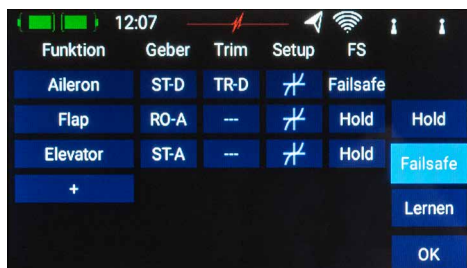 12:07
Funktion Geber Trim Setup FS
Aileron ST-D TR-D Failsafe
Flap RO-A --- Hold Hold
Elevator ST-A --- Hold Failsafe
+
Lernen
OK